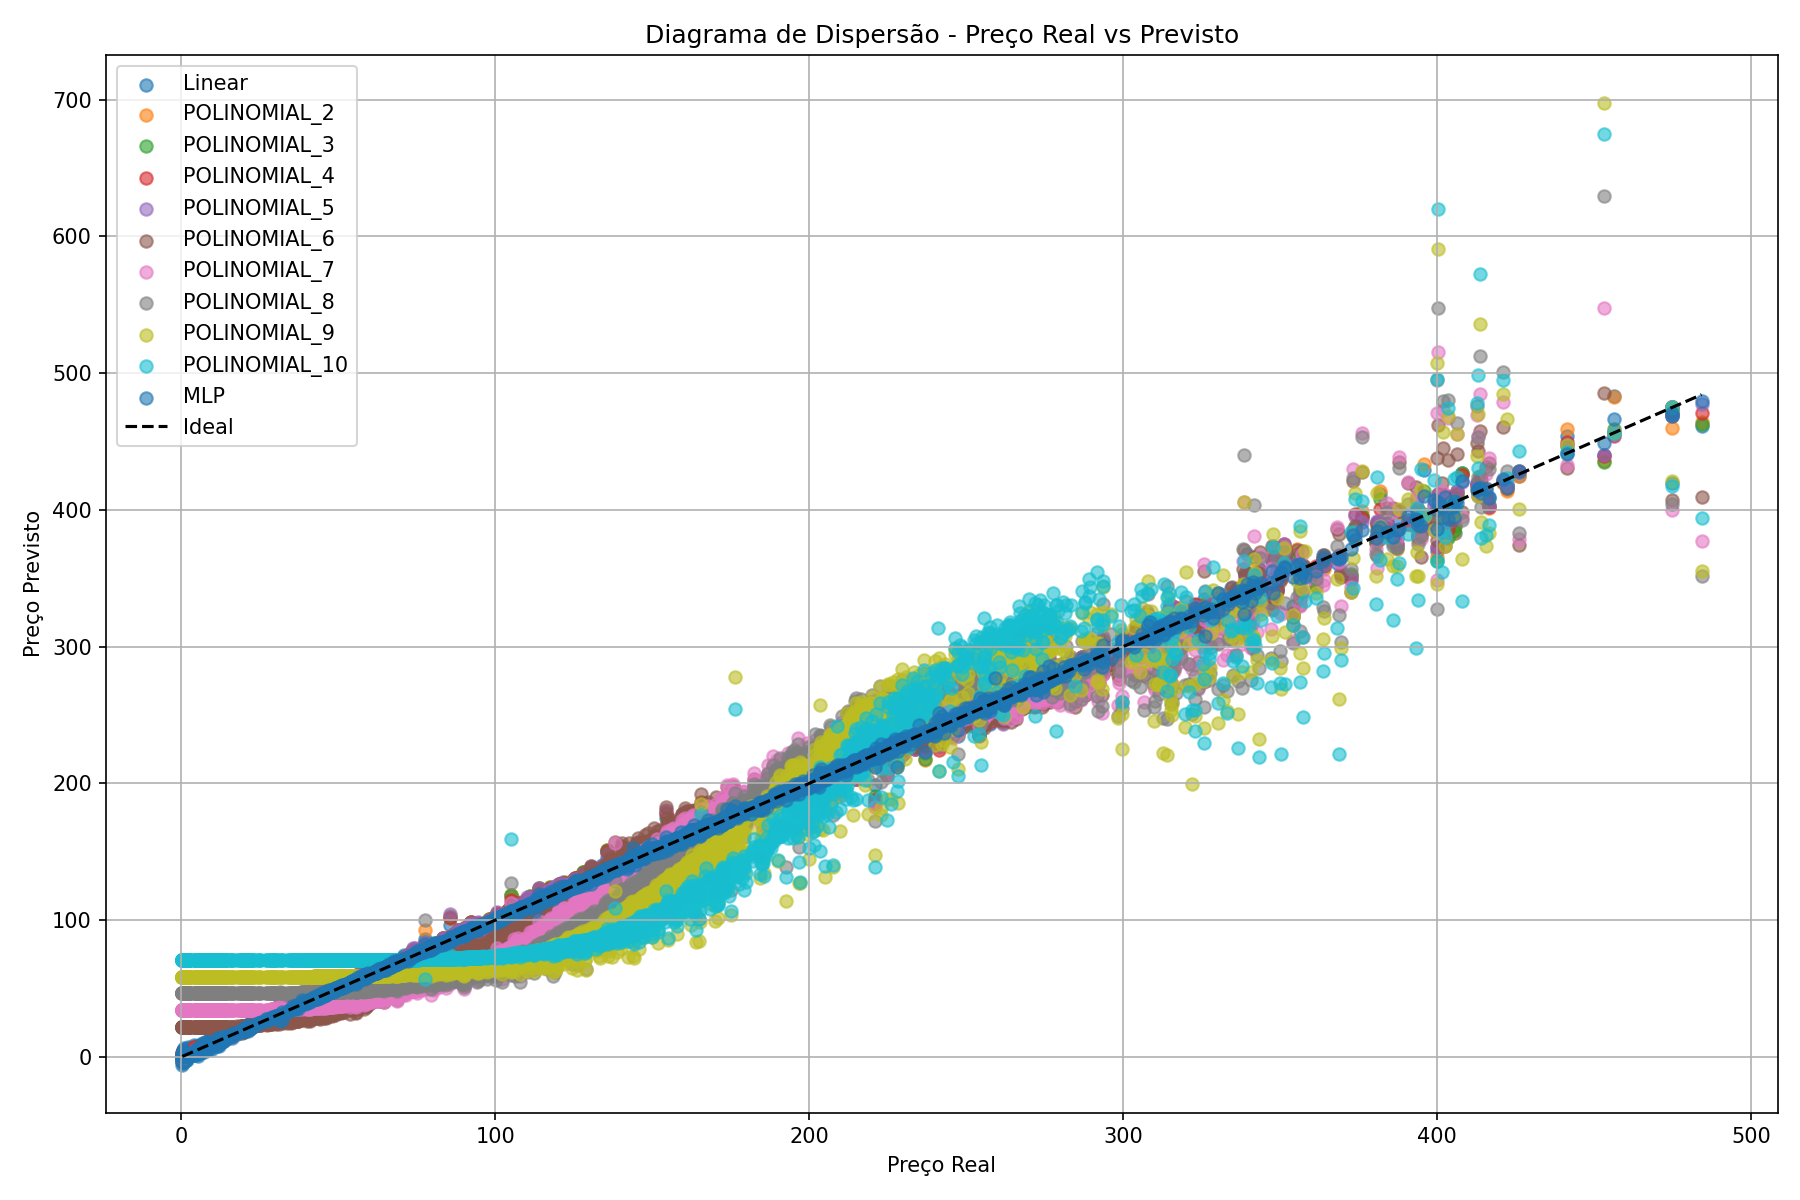 Diagrama de Dispersão - Preço Real vs Previsto
Linear
POLINOMIAL_2
POLINOMIAL_3
POLINOMIAL_4
POLINOMIAL_5
POLINOMIAL_6
POLINOMIAL_7
POLINOMIAL_8
POLINOMIAL_9
POLINOMIAL_10
MLP
Ideal
Preço Previsto
700
600
500
400
300
200
100
0
0 100 200 300 400 500
Preço Real